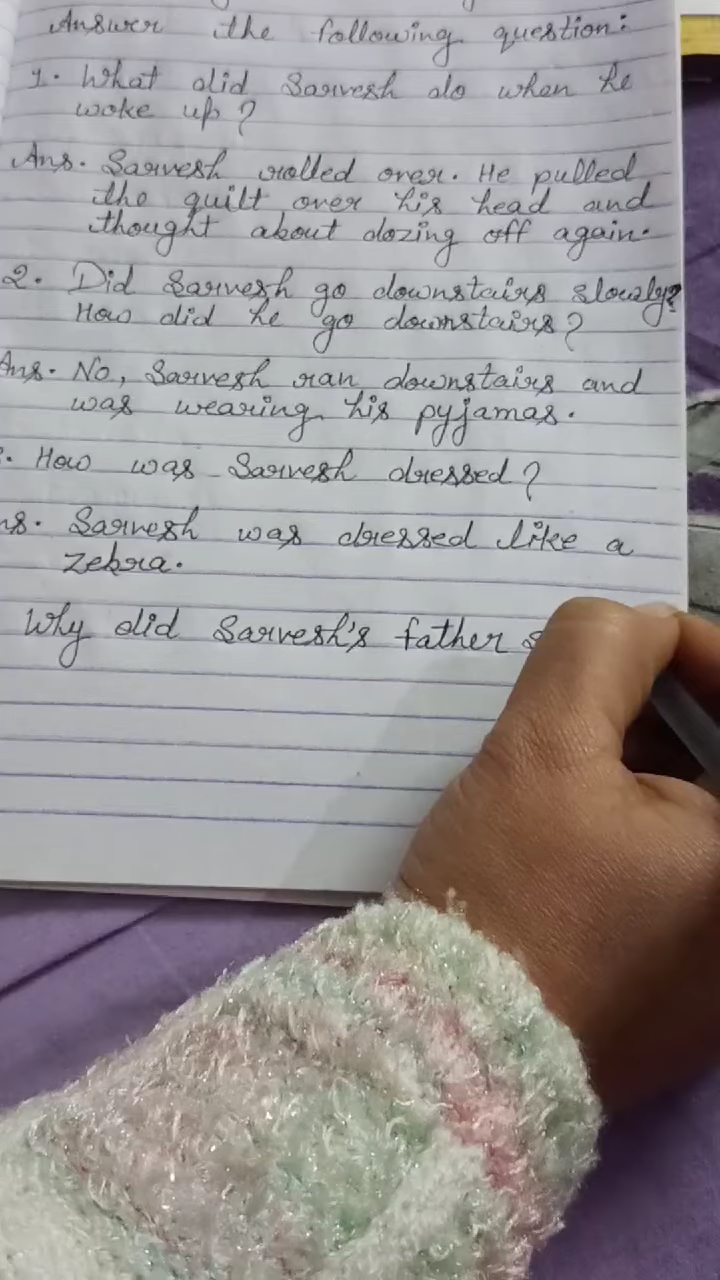 Answer the following question:
1. What did Sarvesh do when he
woke up?
Ans. Sarvesh rolled over. He pulled
the quilt over his head and
thought about dozing off again.
2. Did Sarvesh go downstairs slowly?
How did he go downstairs?
Ans. No, Sarvesh ran downstairs and
was wearing his pyjamas.
. How was Sarvesh dressed?
ns. Sarvesh was dressed like a
zebra.
Why did Sarvesh's father